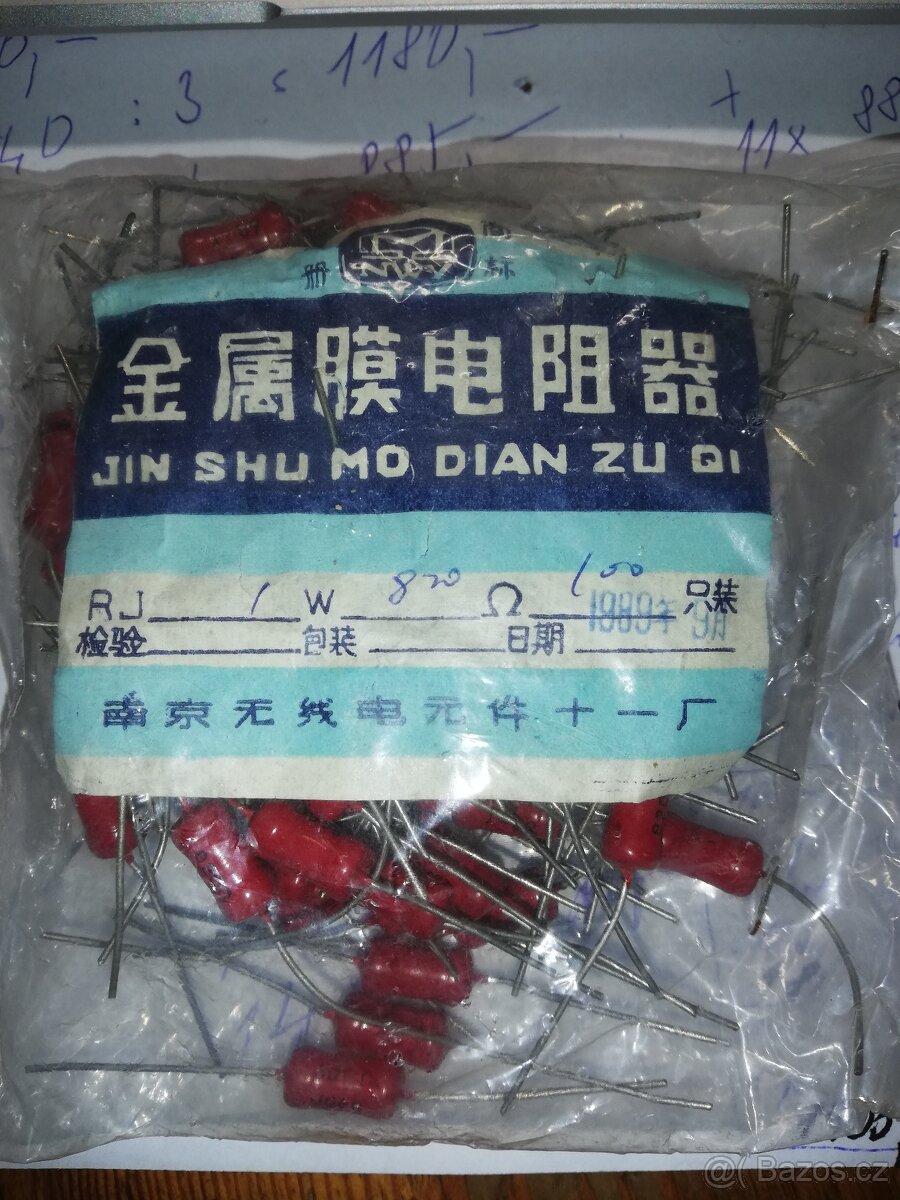 : 3 = 1180,-
+ 11x 88
册 商标
金属膜电阻器
JIN SHU MO DIAN ZU QI
RJ 1 W 820 Ω 100 只装
检验 包装 日期 1989年 9月
南京无线电元件十一厂
@( Bazos.cz